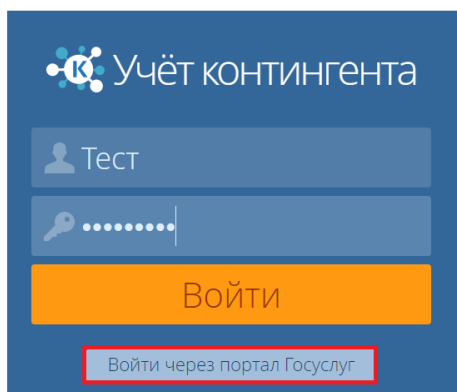 К Учёт контингента
Тест
•••••••••
Войти
Войти через портал Госуслуг